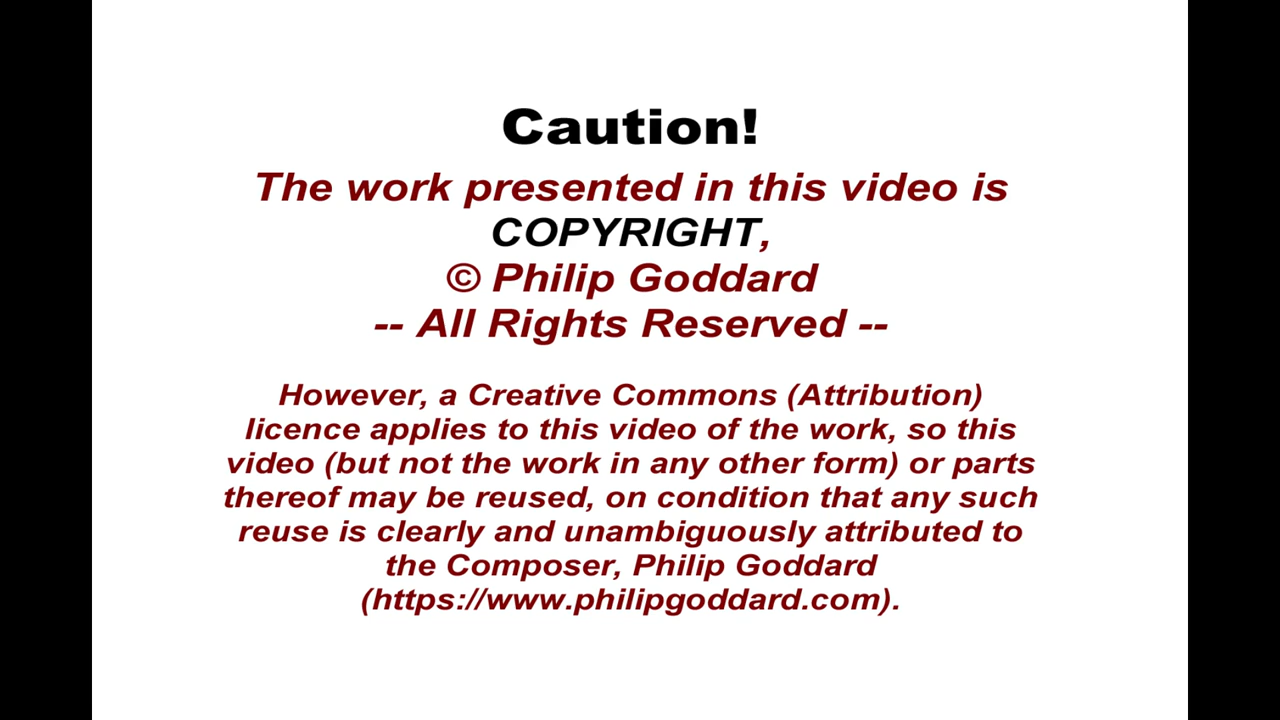 Caution!
The work presented in this video is
COPYRIGHT,
© Philip Goddard
-- All Rights Reserved --
However, a Creative Commons (Attribution)
licence applies to this video of the work, so this
video (but not the work in any other form) or parts
thereof may be reused, on condition that any such
reuse is clearly and unambiguously attributed to
the Composer, Philip Goddard
(https://www.philipgoddard.com).